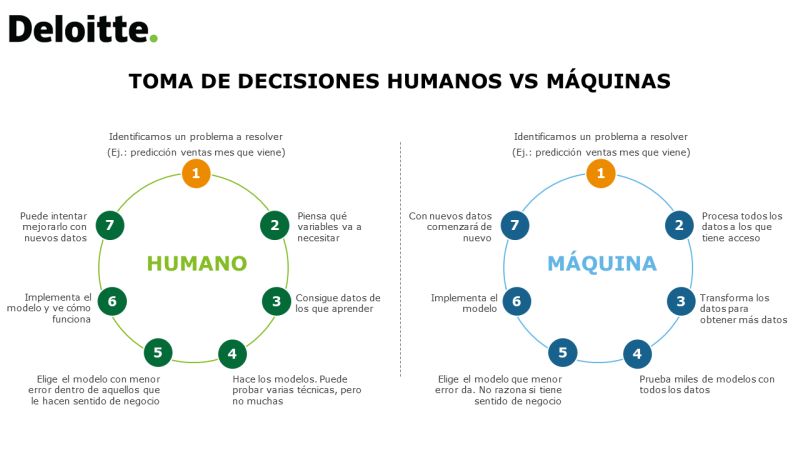 Deloitte.
TOMA DE DECISIONES HUMANOS VS MÁQUINAS
Identificamos un problema a resolver
(Ej.: predicción ventas mes que viene)
1
2
Piensa qué
variables va a
necesitar
3
Consigue datos de
los que aprender
4
Hace los modelos. Puede
probar varias técnicas, pero
no muchas
5
Elige el modelo con menor
error dentro de aquellos que
le hacen sentido de negocio
6
Implementa el
modelo y ve cómo
funciona
7
Puede intentar
mejorarlo con
nuevos datos
HUMANO
Identificamos un problema a resolver
(Ej.: predicción ventas mes que viene)
1
2
Procesa todos los
datos a los que
tiene acceso
3
Transforma los
datos para
obtener más datos
4
Prueba miles de modelos con
todos los datos
5
Elige el modelo que menor
error da. No razona si tiene
sentido de negocio
6
Implementa el
modelo
7
Con nuevos datos
comenzará de
nuevo
MÁQUINA